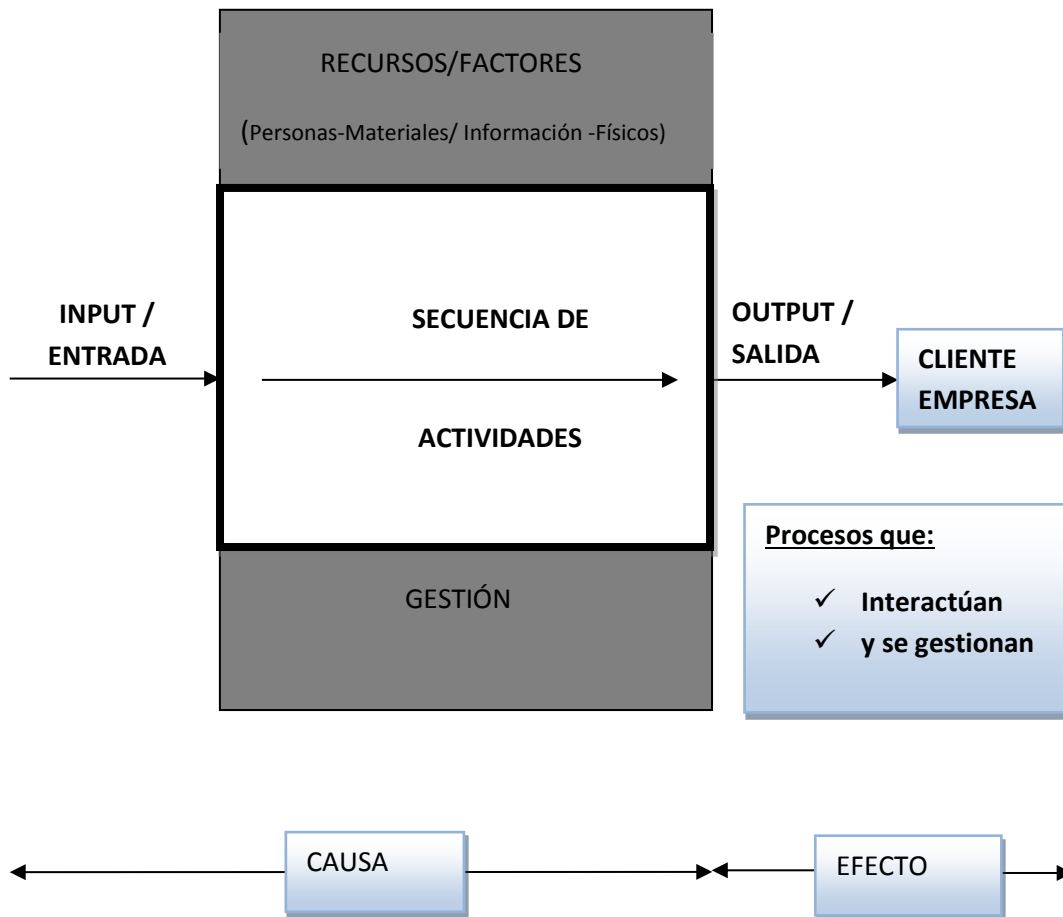 RECURSOS/FACTORES
(Personas-Materiales/ Información -Físicos)
INPUT /
ENTRADA
SECUENCIA DE
ACTIVIDADES
OUTPUT /
SALIDA
CLIENTE
EMPRESA
Procesos que:
✓ Interactúan
✓ y se gestionan
GESTIÓN
CAUSA
EFECTO